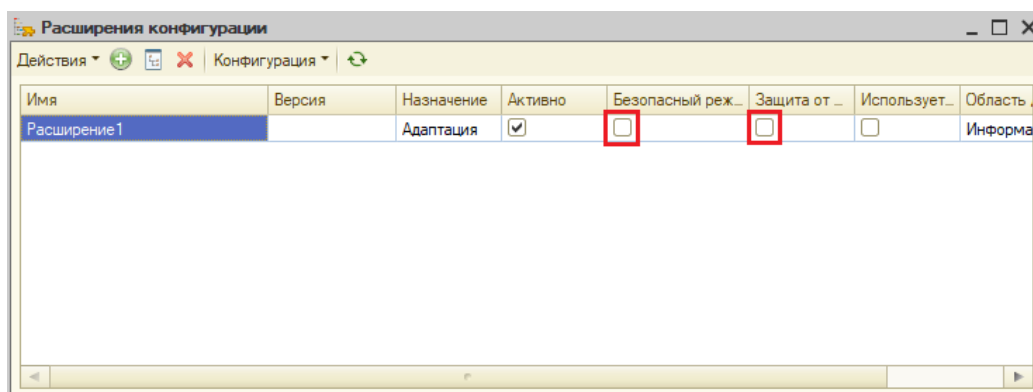 Расширения конфигурации
Действия Конфигурация
Имя Версия Назначение Активно Безопасный реж... Защита от ... Использует... Область
Расширение1 Адаптация Информа